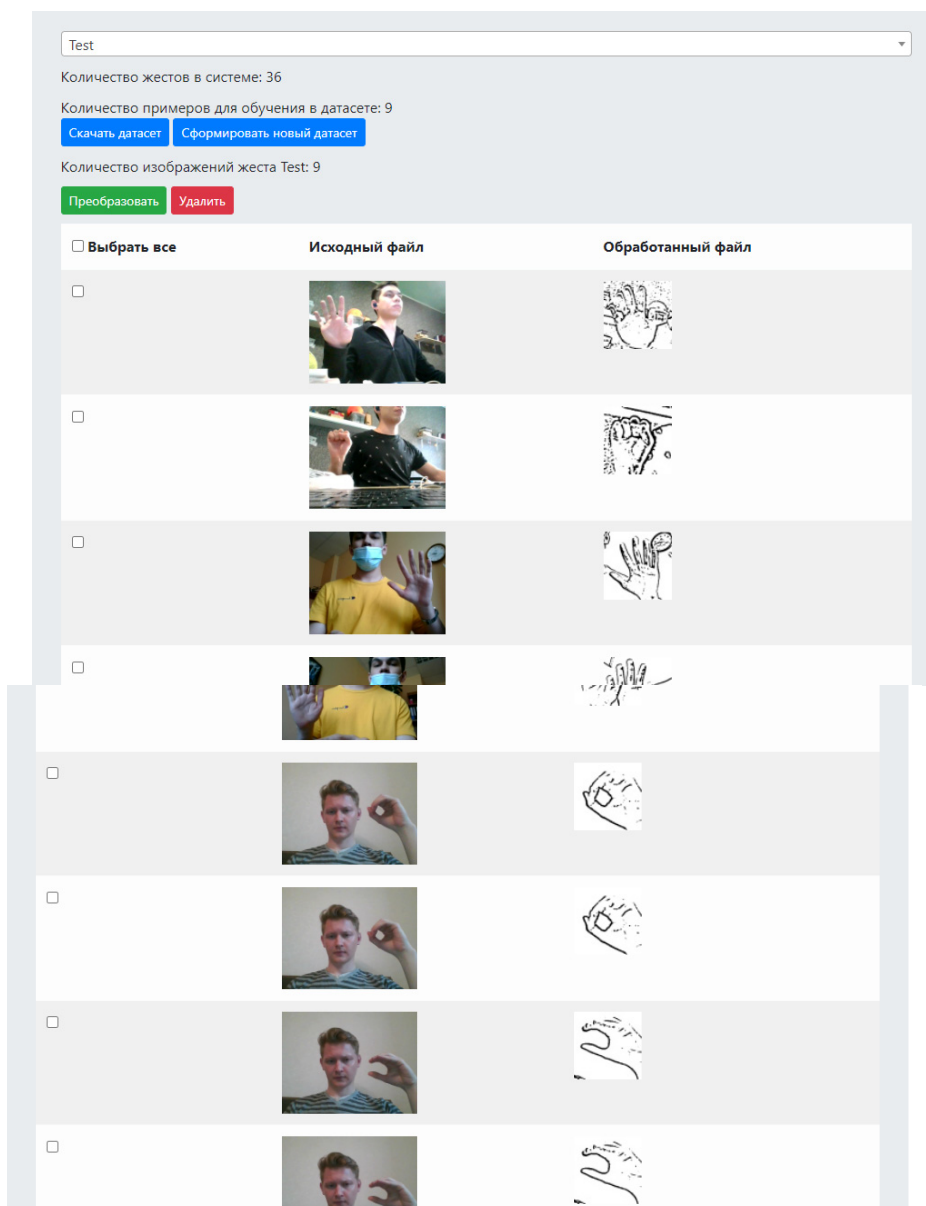 Test
Количество жестов в системе: 36
Количество примеров для обучения в датасете: 9
Скачать датасет Сформировать новый датасет
Количество изображений жеста Test: 9
Преобразовать Удалить
Выбрать все Исходный файл Обработанный файл